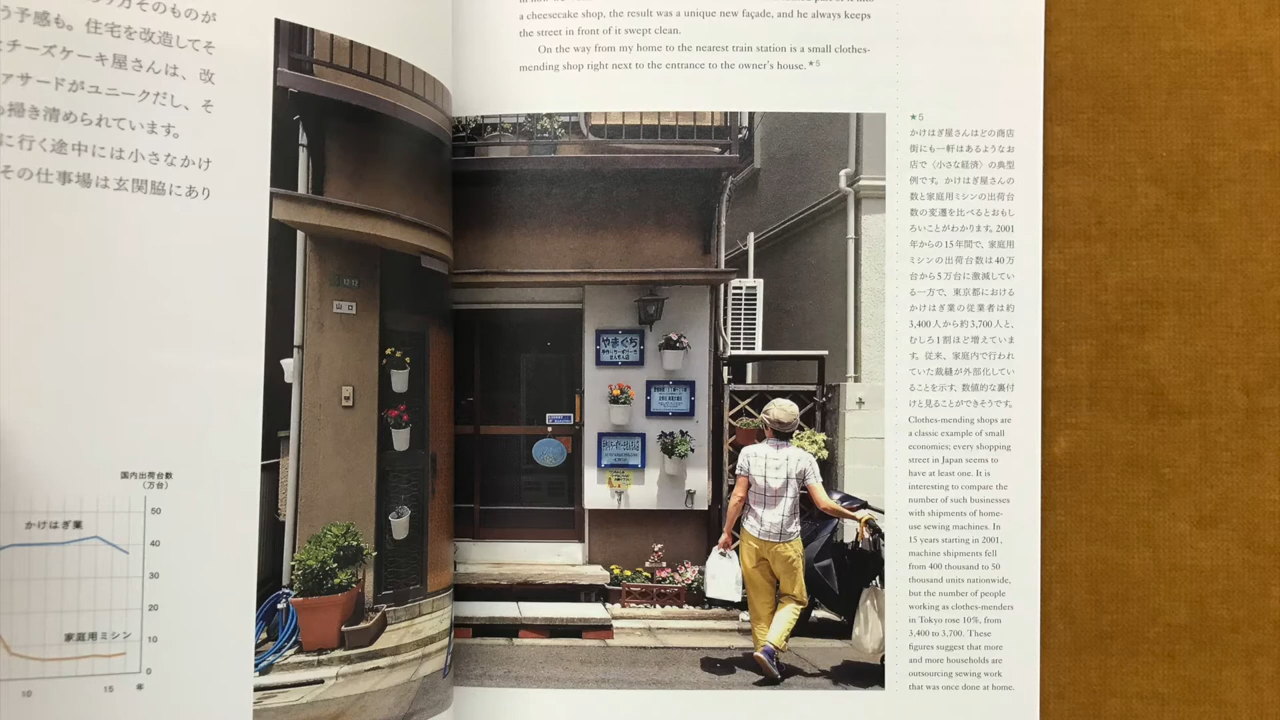 う予感も。住宅を改造してそ
チーズケーキ屋さんは、改
ァサードがユニークだし、そ
掃き清められています。
に行く途中には小さなかけ
その仕事場は玄関脇にあり
国内出荷台数
(万台)
50
かけはぎ業
40
30
20
家庭用ミシン
10
0
10 15 年
a cheesecake shop, the result was a unique new façade, and he always keeps
the street in front of it swept clean.
On the way from my home to the nearest train station is a small clothes-
mending shop right next to the entrance to the owner's house.★5
12-13
山口
やまぐち
★5
かけはぎ屋さんはどの商店
街にも一軒はあるようなお
店で〈小さな経済〉の典型
例です。かけはぎ屋さんの
数と家庭用ミシンの出荷台
数の変遷を比べるとおもし
ろいことがわかります。2001
年からの15年間で、家庭用
ミシンの出荷台数は40万
台から5万台に激減してい
る一方で、東京都における
かけはぎ業の従業者は約
3,400人から約3,700人と、
むしろ1割ほど増えていま
す。従来、家庭内で行われ
ていた裁縫が外部化してい
ることを示す、数値的な裏付
けと見ることができそうです。
Clothes-mending shops are
a classic example of small
economies; every shopping
street in Japan seems to
have at least one. It is
interesting to compare the
number of such businesses
with shipments of home-
use sewing machines. In
15 years starting in 2001,
machine shipments fell
from 400 thousand to 50
thousand units nationwide,
but the number of people
working as clothes-menders
in Tokyo rose 10%, from
3,400 to 3,700. These
figures suggest that more
and more households are
outsourcing sewing work
that was once done at home.